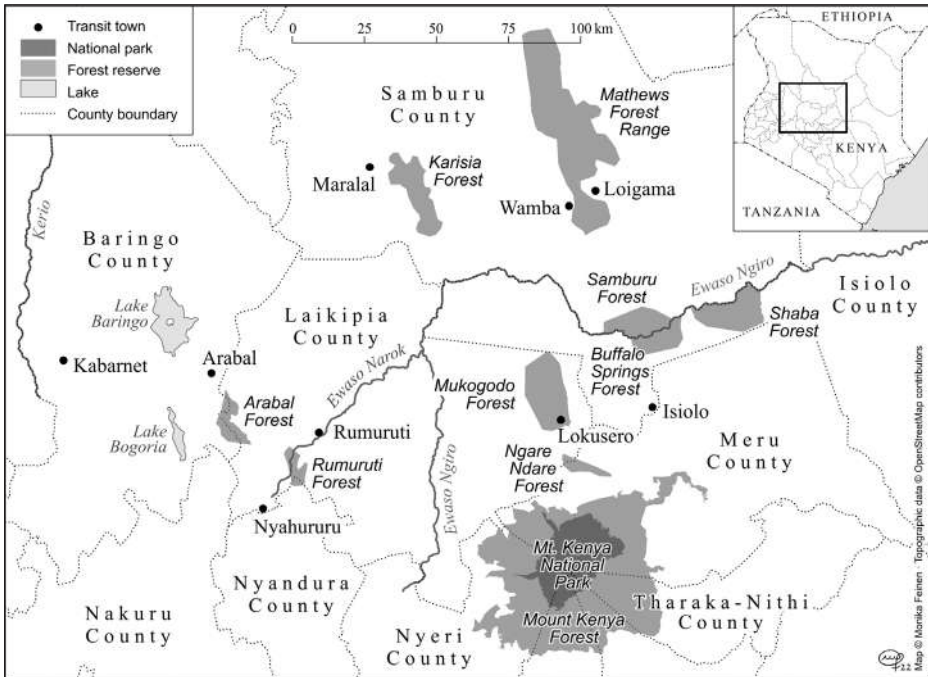 Transit town
National park
Forest reserve
Lake
County boundary
0 25 50 100 km
ETHIOPIA
KENYA
TANZANIA
Samburu
County
Mathews
Forest
Range
Karisia
Forest
Maralal
Loigama
Wamba
Kerio
Baringo
County
Lake
Baringo
Laikipia
County
Samburu
Forest
Ewaso Ngiro
Isiolo
County
Shaba
Forest
Kabarnet
Arabal
Ewaso Narok
Buffalo
Springs
Forest
Mukogodo
Forest
Arabal
Forest
Isiolo
Lokusero
Lake
Bogoria
Rumuruti
Meru
County
Ngare
Ndare
Forest
Rumuruti
Forest
Ewaso Ngiro
Nyahururu
Mt. Kenya
National
Park
Nyandura
County
Tharaka-Nithi
County
Mount Kenya
Forest
Nakuru
County
Nyeri
County
Map © Monika Feinen · Topographic data © OpenStreetMap contributors
22